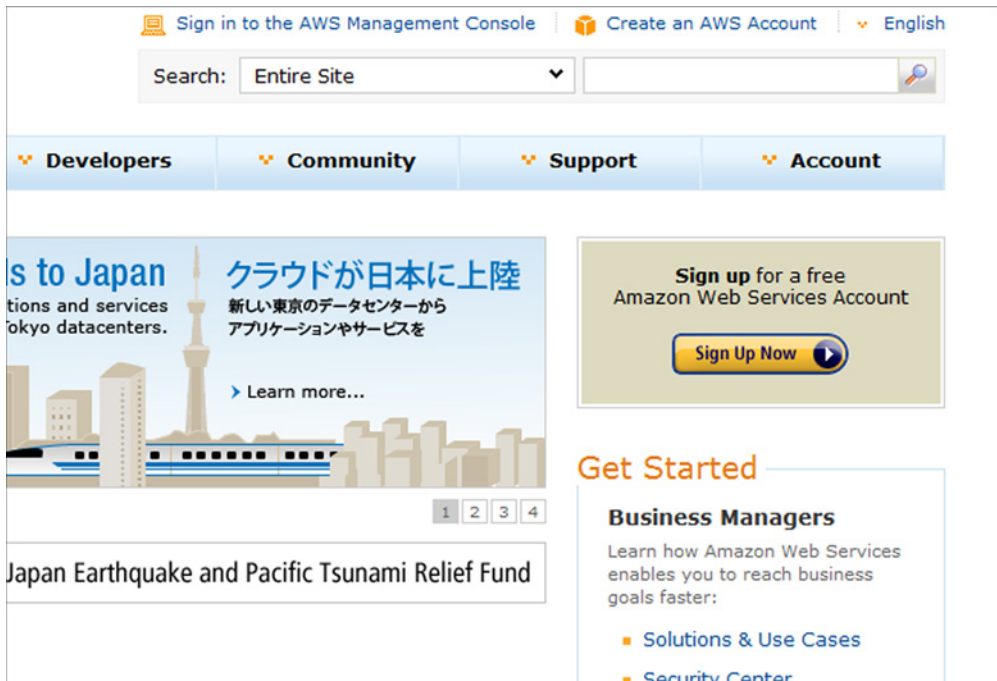 Sign in to the AWS Management Console
Create an AWS Account
English
Search:
Entire Site
Developers
Community
Support
Account
s to Japan
tions and services
okyo datacenters.
クラウドが日本に上陸
新しい東京のデータセンターから
アプリケーションやサービスを
Learn more...
1 2 3 4
Japan Earthquake and Pacific Tsunami Relief Fund
Sign up for a free
Amazon Web Services Account
Sign Up Now
Get Started
Business Managers
Learn how Amazon Web Services
enables you to reach business
goals faster:
Solutions & Use Cases
Security Center